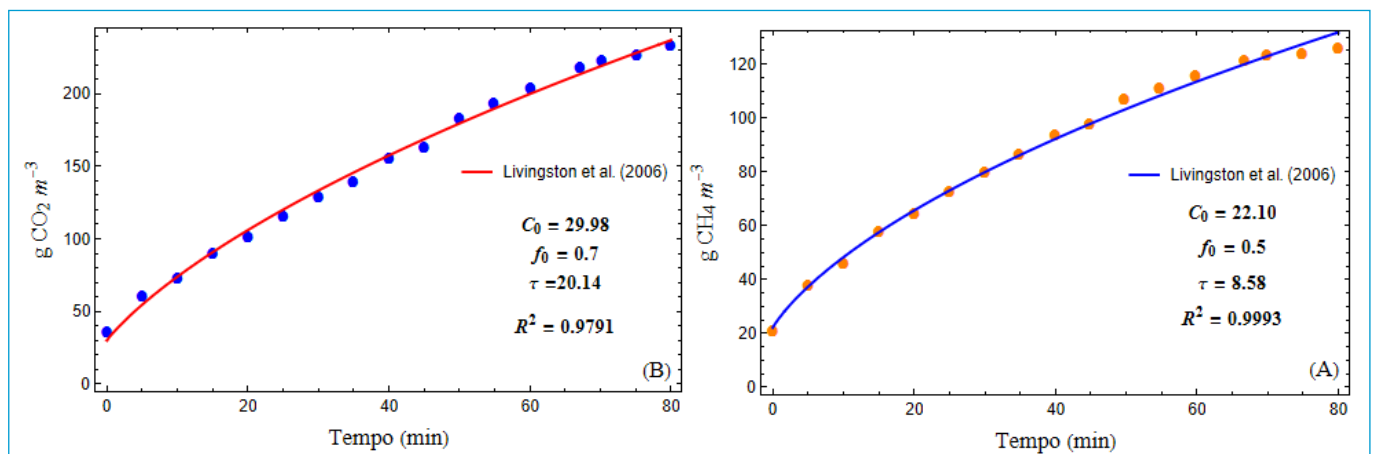 g CO₂ m⁻³
200
150
100
50
0
Livingston et al. (2006)
C₀ = 29.98
f₀ = 0.7
τ =20.14
R² = 0.9791
(B)
0 20 40 60 80
Tempo (min)
g CH₄ m⁻³
120
100
80
60
40
20
0
Livingston et al. (2006)
C₀ = 22.10
f₀ = 0.5
τ = 8.58
R² = 0.9993
(A)
0 20 40 60 80
Tempo (min)